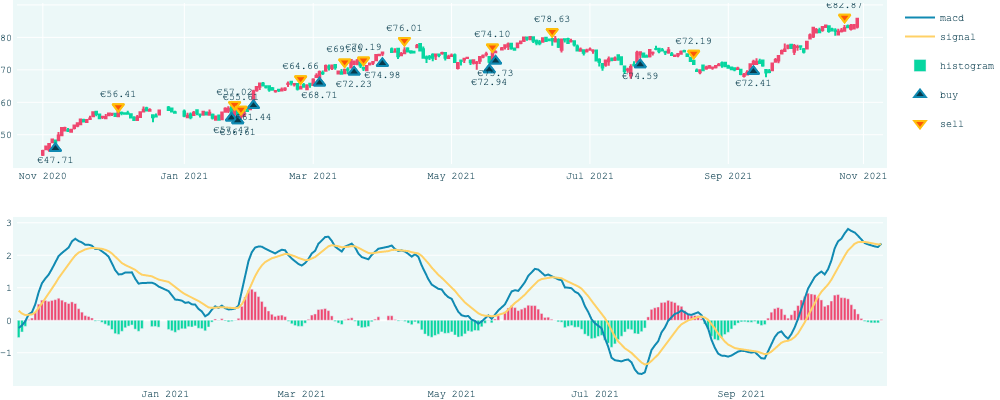 €82.87
macd
€78.63
signal
€76.01
€74.10
80
€72.19
€70.19
€64.66
histogram
70
€74.98
€74.59
€72.23
€72.94
€72.41
€68.71
€56.41
€57.02
buy
60
€61.44
sell
50
€47.71
Nov 2020
Jan 2021
Mar 2021
May 2021
Jul 2021
Sep 2021
Nov 2021
3
2
1
0
−1
Jan 2021
Mar 2021
May 2021
Jul 2021
Sep 2021